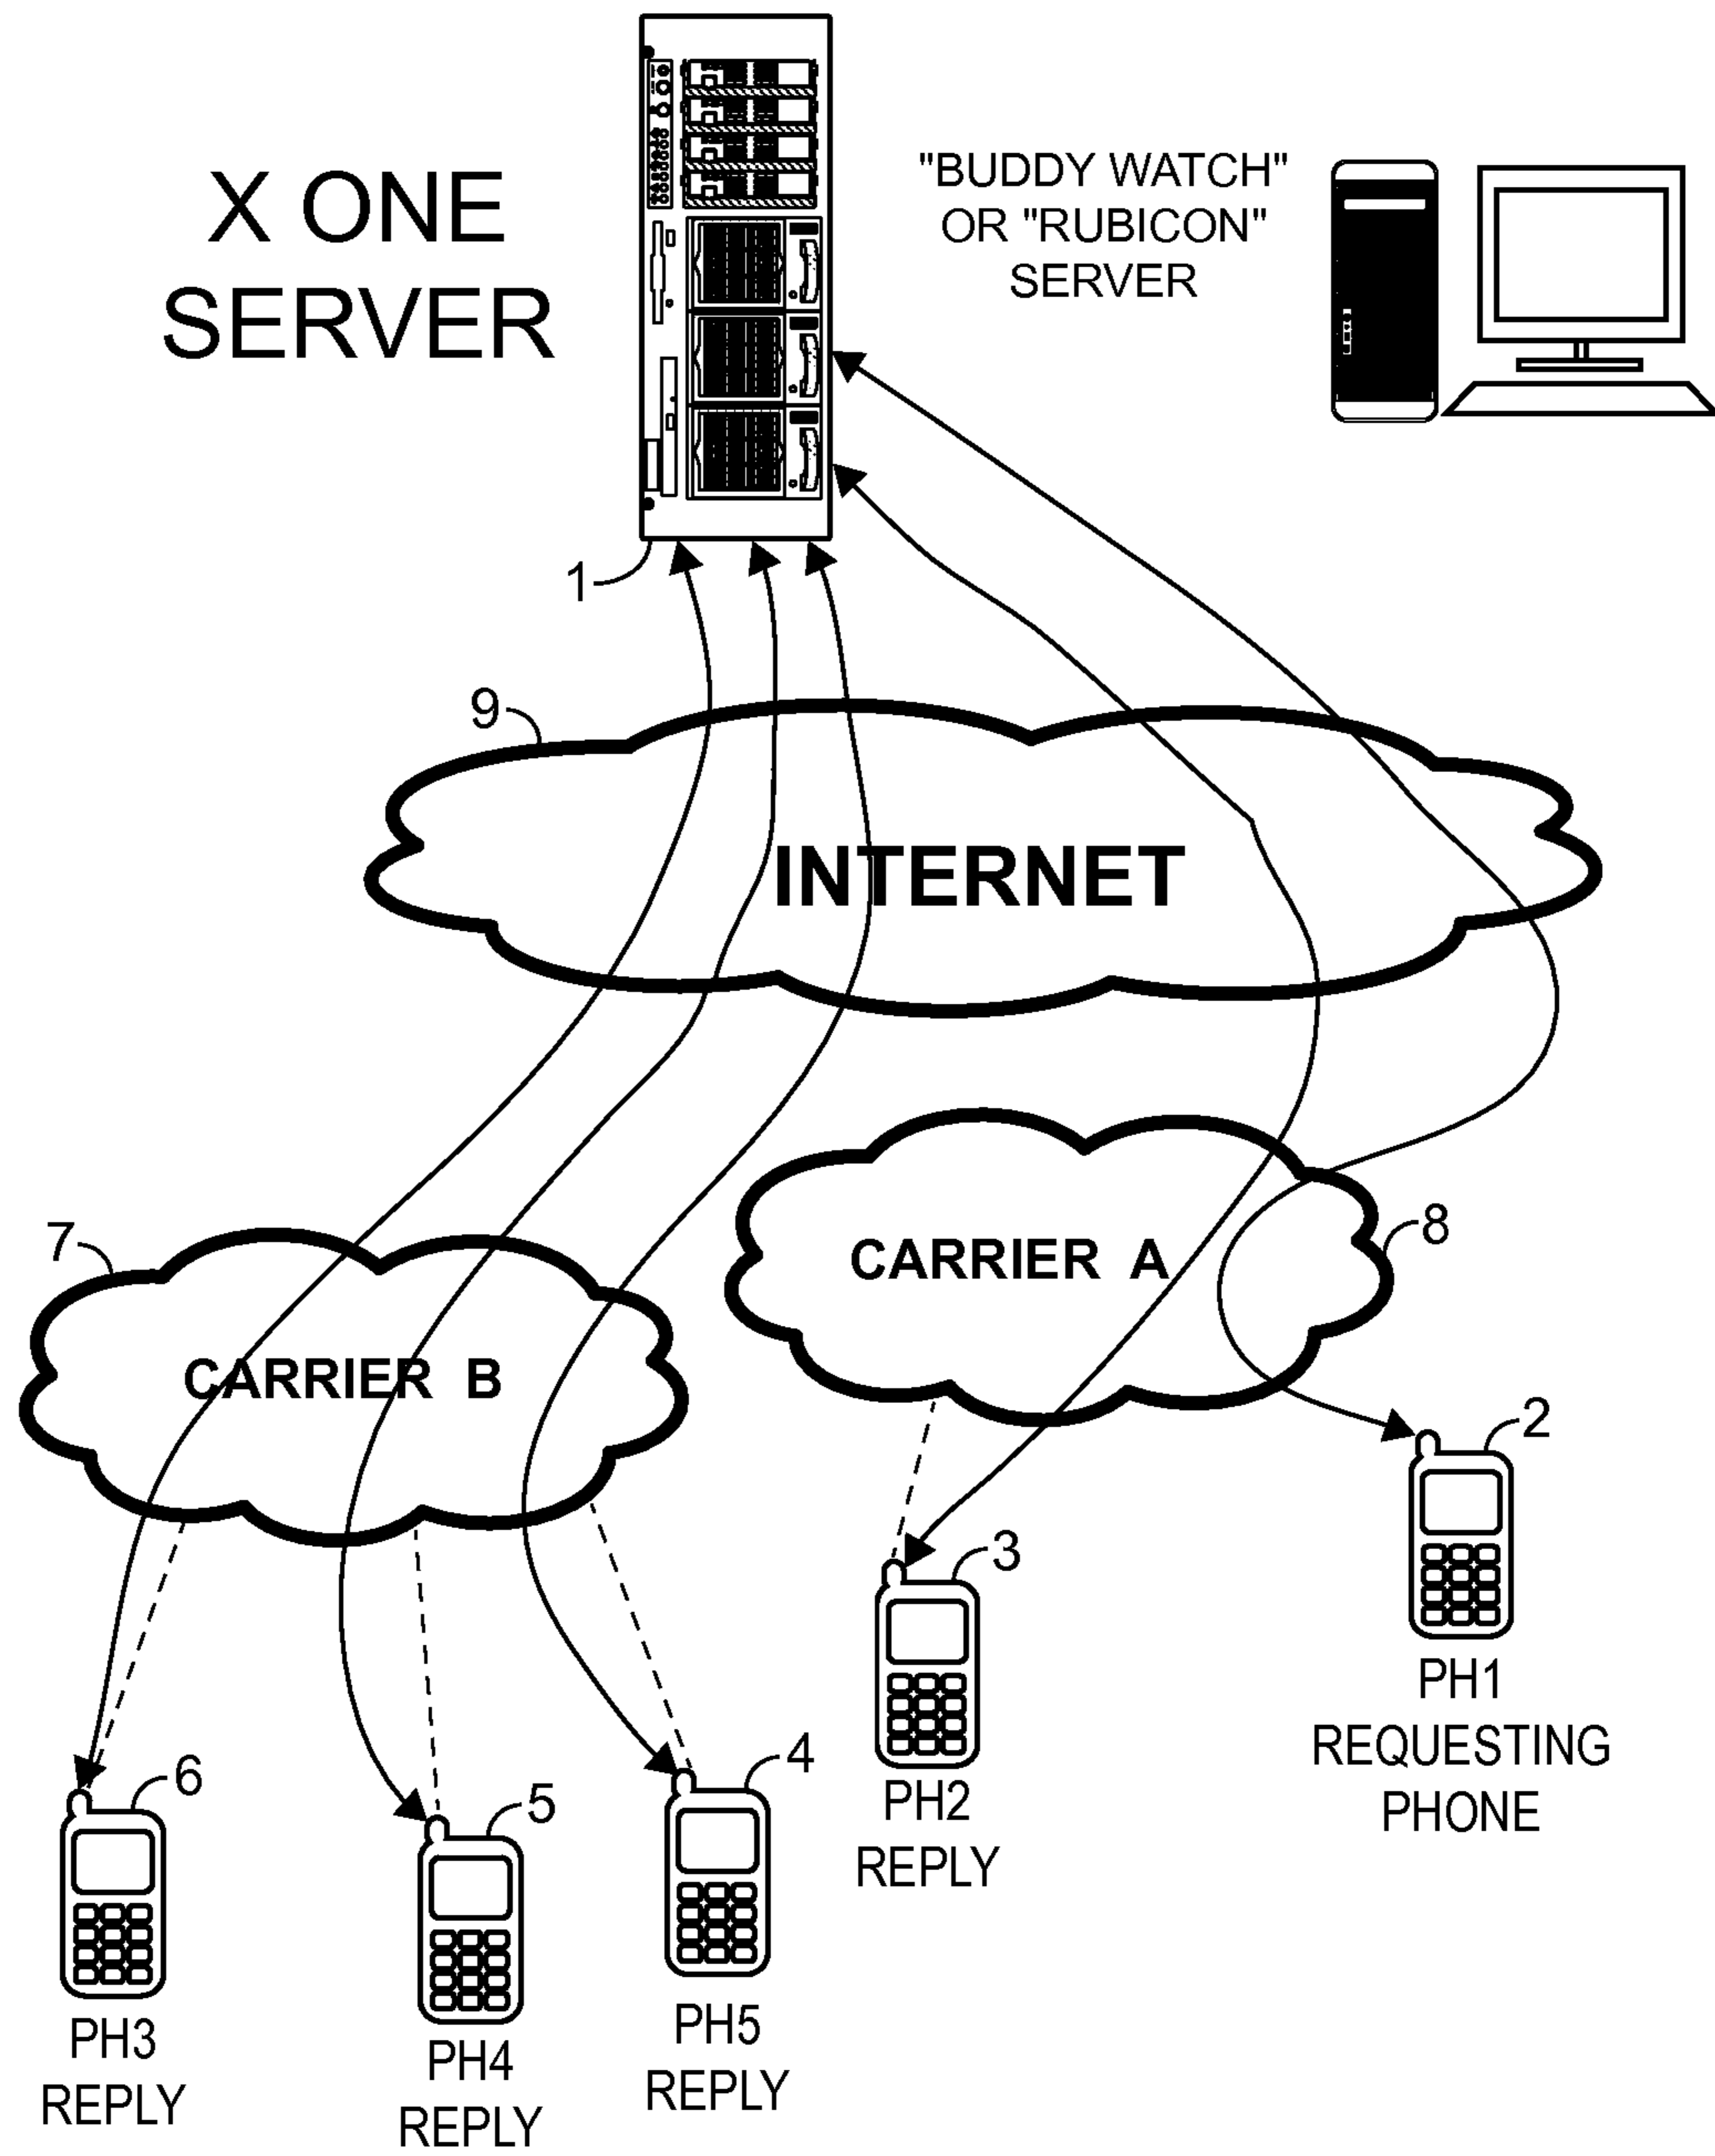 X ONE
SERVER
"BUDDY WATCH"
OR "RUBICON"
SERVER
1
9
INTERNET
7
CARRIER B
CARRIER A
8
2
3
PH1
REQUESTING
PHONE
4
6
5
PH2
REPLY
PH3
REPLY
PH4
REPLY
PH5
REPLY